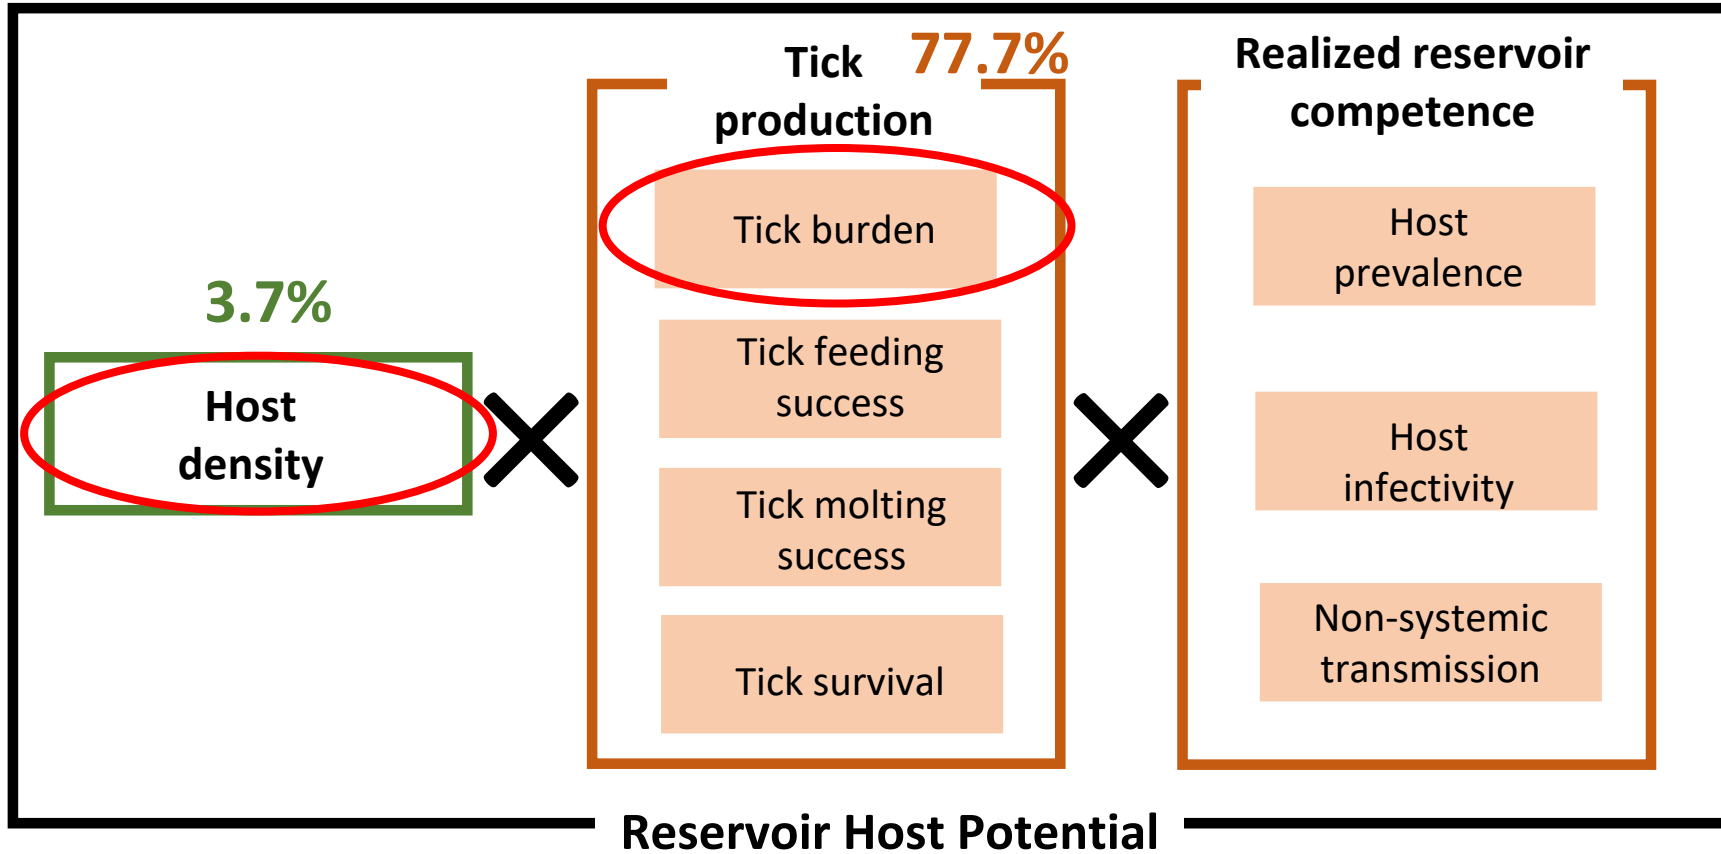 3.7%
Host
density
Tick
production
77.7%
Tick burden
Tick feeding
success
Tick molting
success
Tick survival
Realized reservoir
competence
Host
prevalence
Host
infectivity
Non-systemic
transmission
Reservoir Host Potential